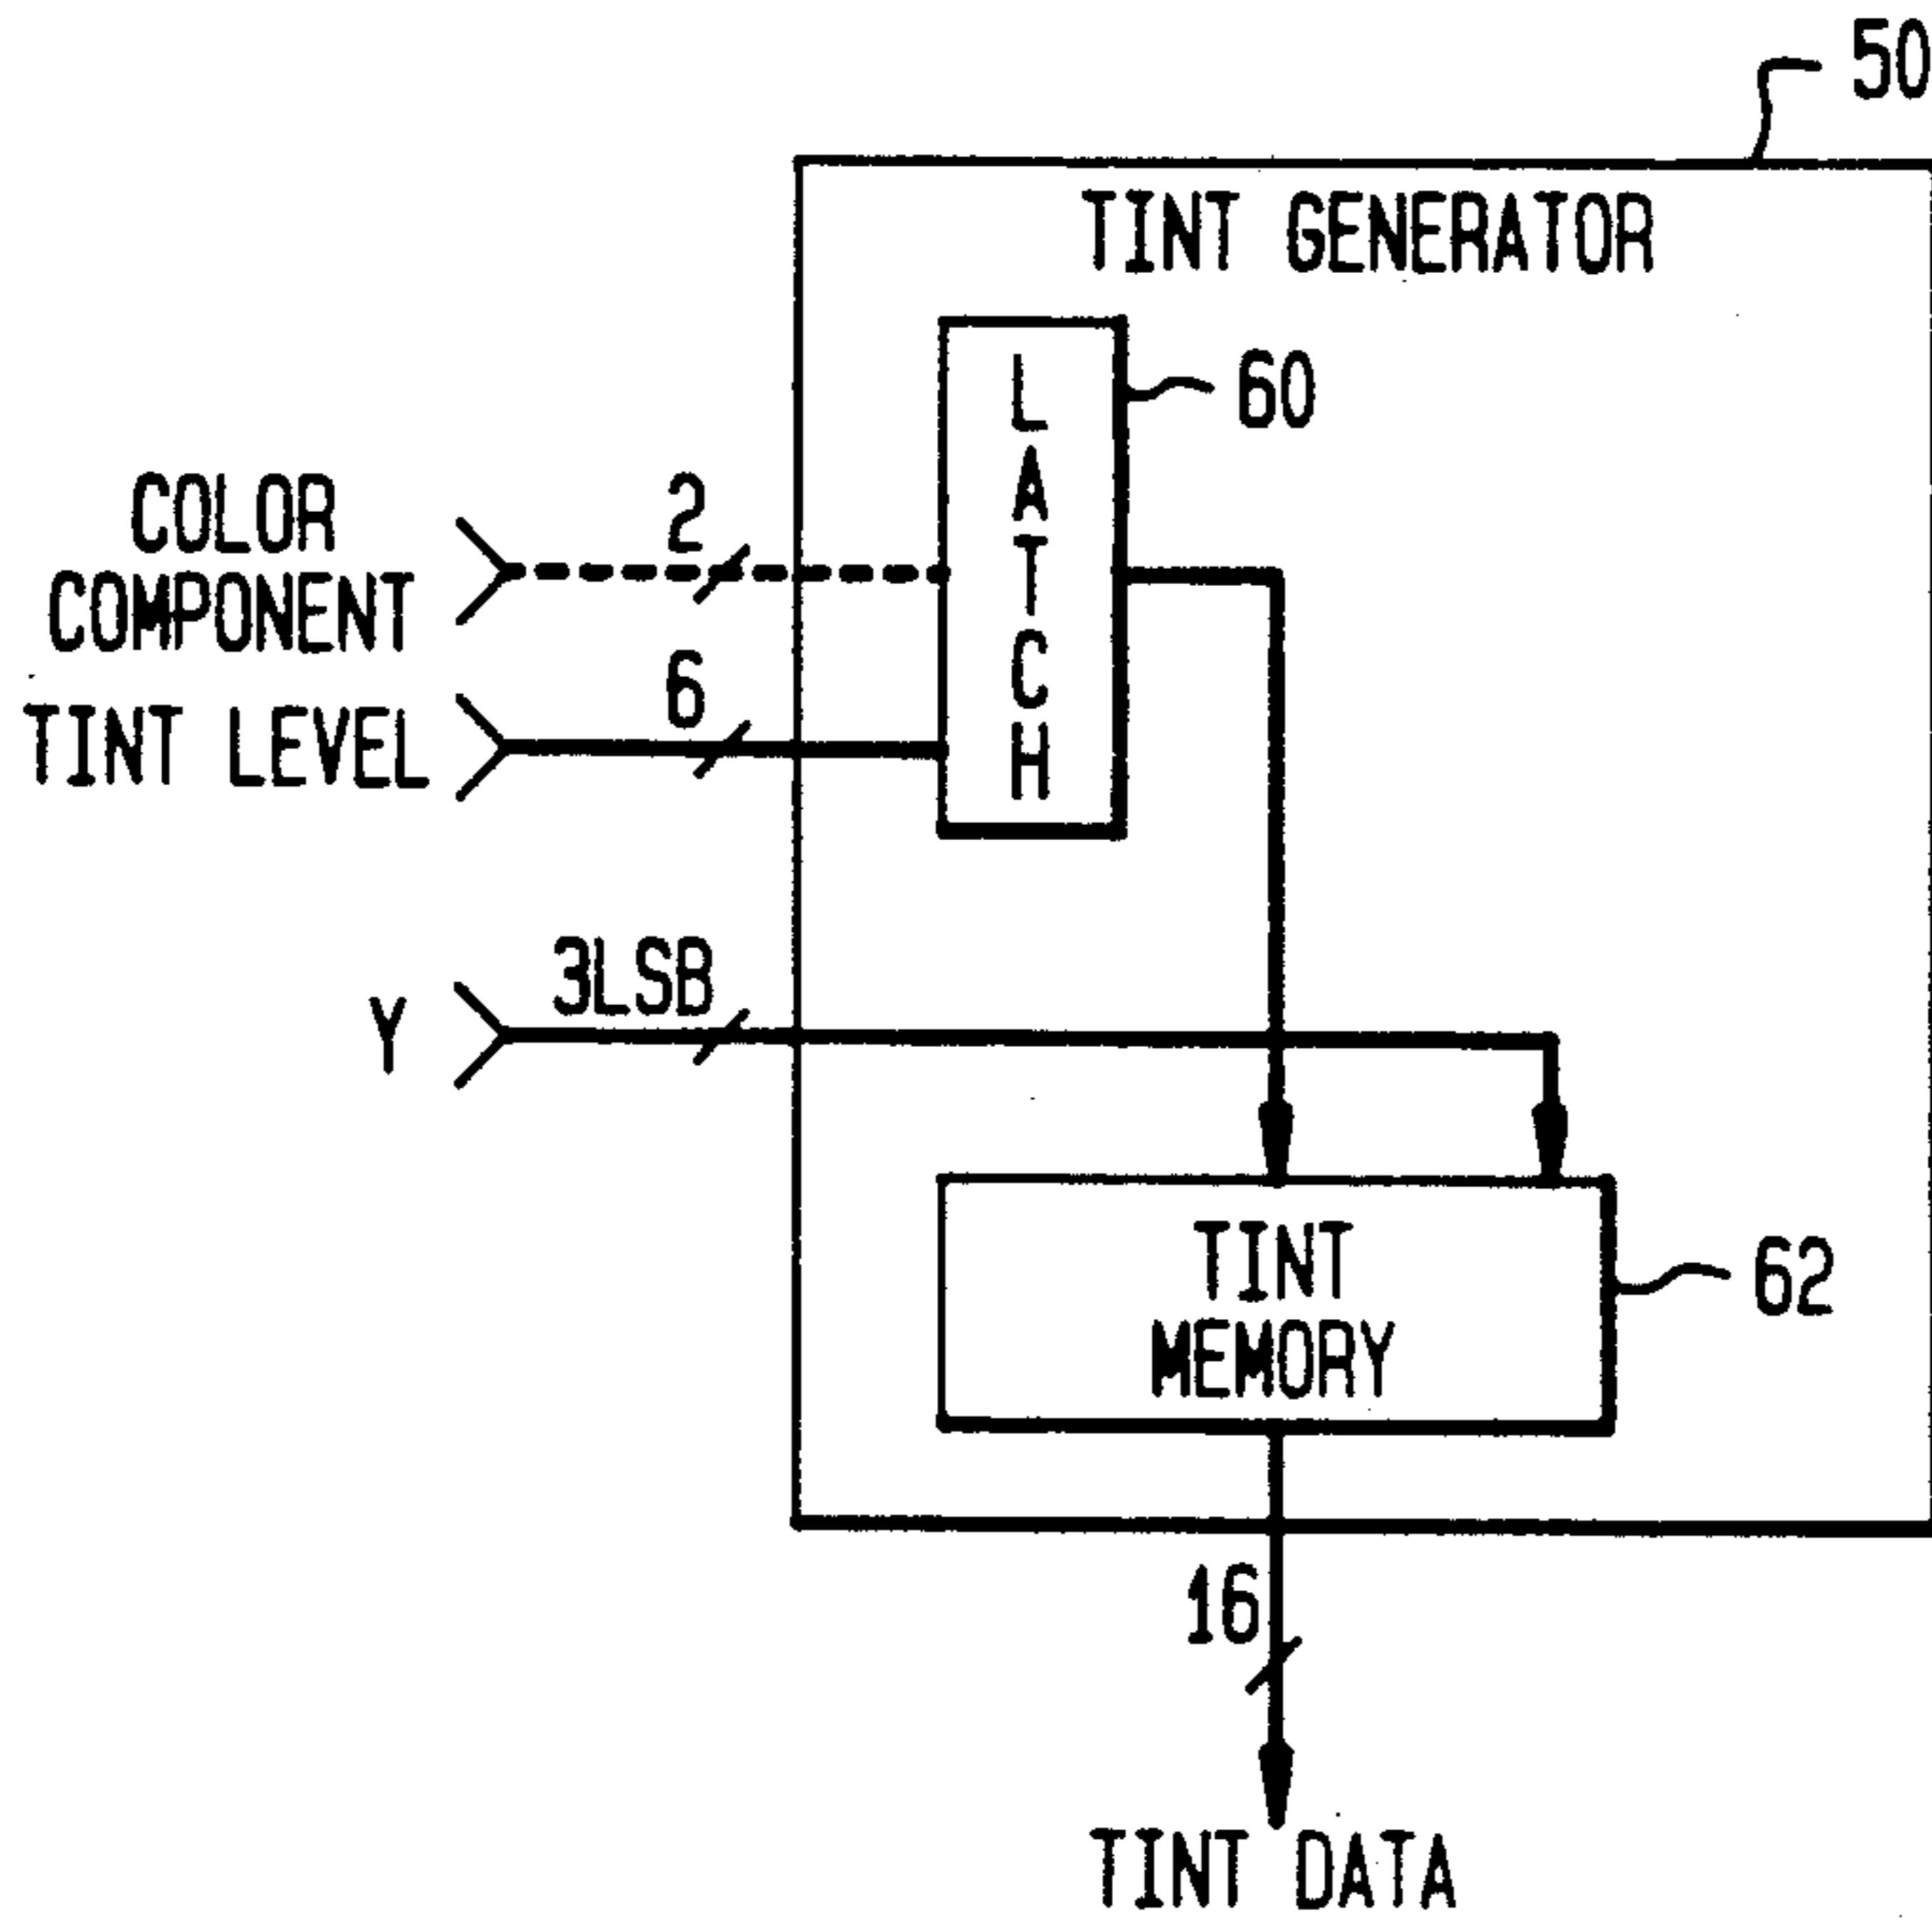 50
TINT GENERATOR
LATCH
60
COLOR
COMPONENT
2
TINT LEVEL
6
Y
3LSB
TINT
MEMORY
62
16
TINT DATA